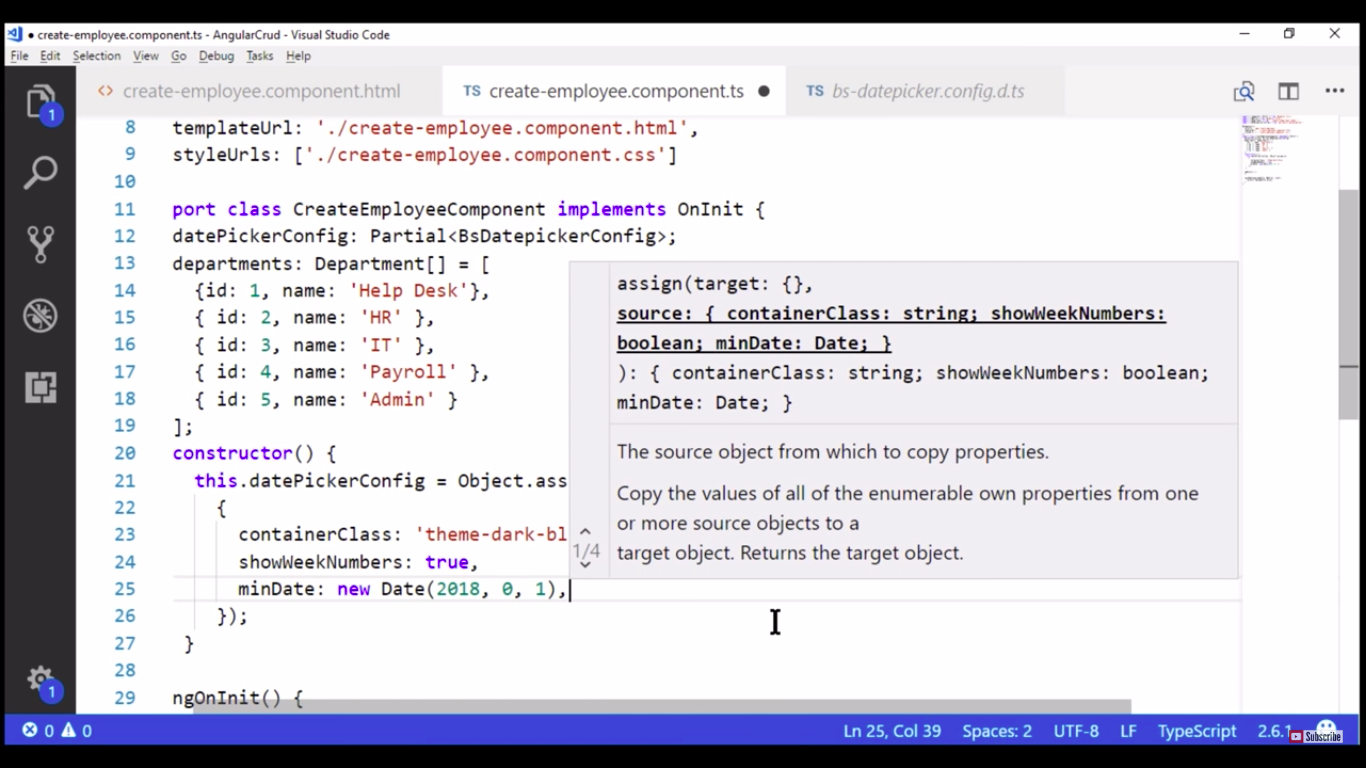 ● create-employee.component.ts - AngularCrud - Visual Studio Code
File Edit Selection View Go Debug Tasks Help
<> create-employee.component.html TS create-employee.component.ts ● TS bs-datepicker.config.d.ts
1
8 templateUrl: './create-employee.component.html',
9 styleUrls: ['./create-employee.component.css']
10
11 port class CreateEmployeeComponent implements OnInit {
12 datePickerConfig: Partial<BsDatepickerConfig>;
13 departments: Department[] = [
14 {id: 1, name: 'Help Desk'},
15 { id: 2, name: 'HR' },
16 { id: 3, name: 'IT' },
17 { id: 4, name: 'Payroll' },
18 { id: 5, name: 'Admin' }
19 ];
20 constructor() {
21 this.datePickerConfig = Object.ass
22 {
23 containerClass: 'theme-dark-bl
24 showWeekNumbers: true,
25 minDate: new Date(2018, 0, 1),
26 });
27 }
28
29 ngOnInit() {
assign(target: {},
source: { containerClass: string; showWeekNumbers:
boolean; minDate: Date; }
): { containerClass: string; showWeekNumbers: boolean;
minDate: Date; }
The source object from which to copy properties.
Copy the values of all of the enumerable own properties from one
or more source objects to a
target object. Returns the target object.
1/4
1
0 0 Ln 25, Col 39 Spaces: 2 UTF-8 LF TypeScript 2.6.1
Subscribe